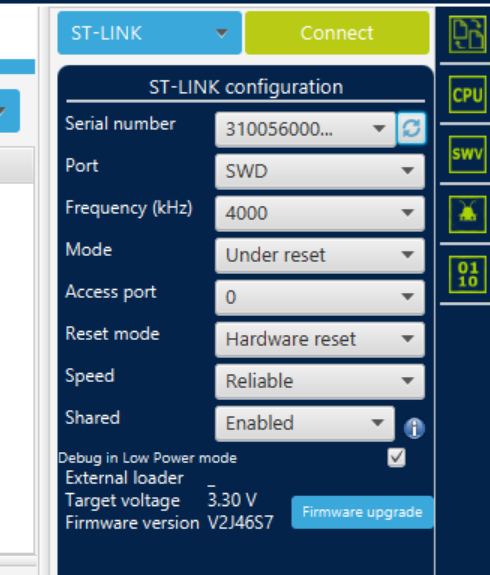 ST-LINK
Connect
ST-LINK configuration
Serial number 310056000...
Port SWD
Frequency (kHz) 4000
Mode Under reset
Access port 0
Reset mode Hardware reset
Speed Reliable
Shared Enabled
Debug in Low Power mode
External loader _
Target voltage 3.30 V
Firmware version V2J46S7
Firmware upgrade
CPU
SWV
01
10